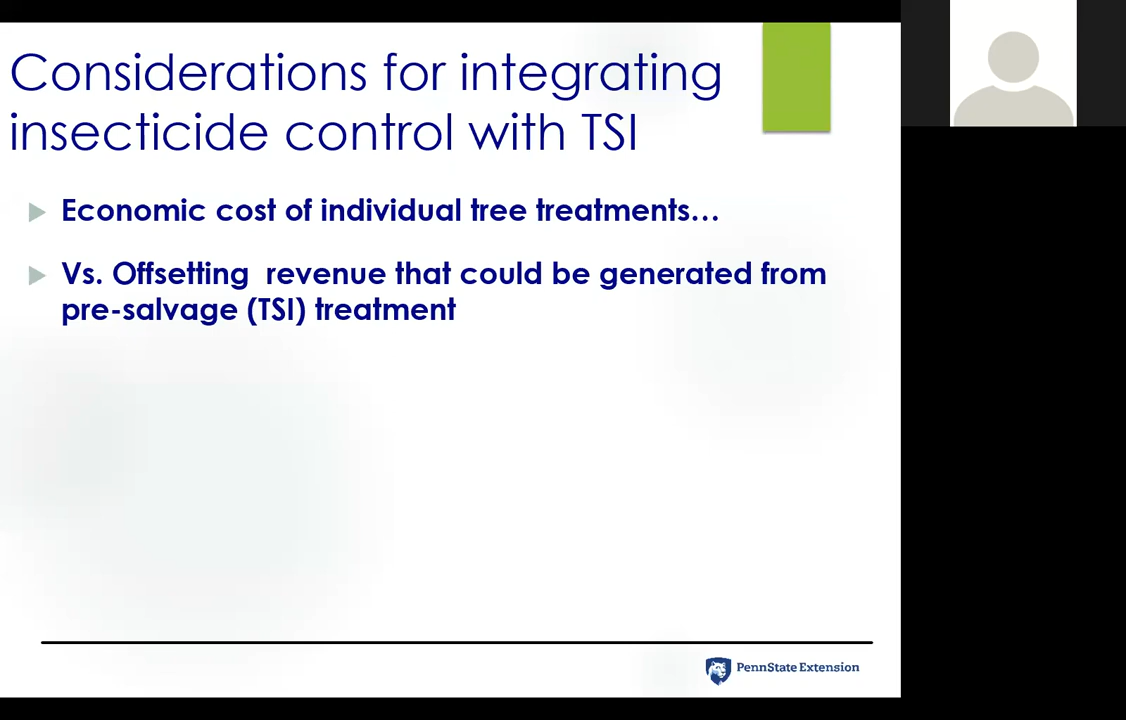 Considerations for integrating
insecticide control with TSI
Economic cost of individual tree treatments…
Vs. Offsetting  revenue that could be generated from
pre-salvage (TSI) treatment
PennState Extension